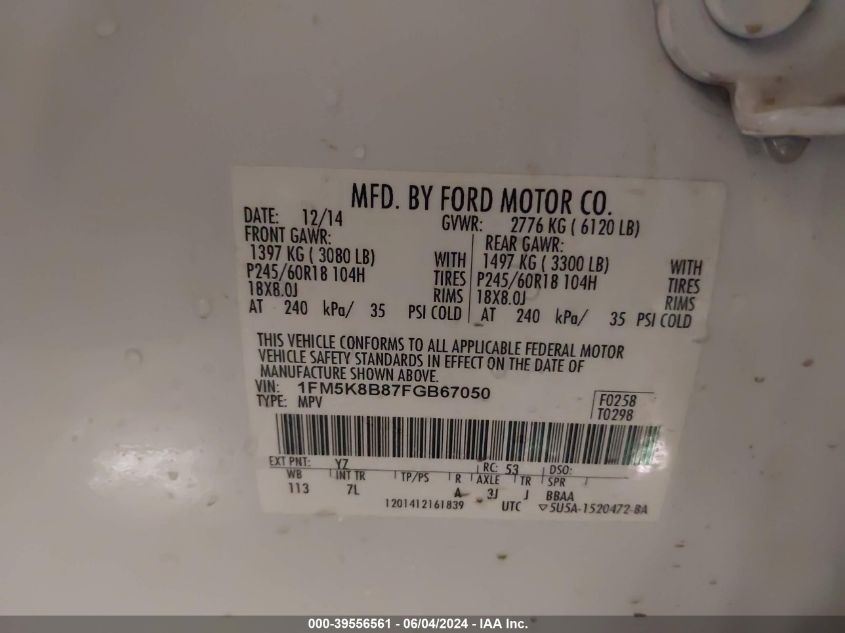 MFD. BY FORD MOTOR CO.
DATE: 12/14 GVWR: 2776 KG ( 6120 LB)
FRONT GAWR: REAR GAWR:
1397 KG ( 3080 LB) WITH 1497 KG ( 3300 LB) WITH
P245/60R18 104H TIRES P245/60R18 104H TIRES
18X8.0J RIMS 18X8.0J RIMS
AT 240 kPa/ 35 PSI COLD AT 240 kPa/ 35 PSI COLD
THIS VEHICLE CONFORMS TO ALL APPLICABLE FEDERAL MOTOR
VEHICLE SAFETY STANDARDS IN EFFECT ON THE DATE OF
MANUFACTURE SHOWN ABOVE.
VIN: 1FM5K8B87FGB67050
TYPE: MPV
F0258
T0298
EXT PNT: YZ RC: 53 DSO:
WB INT TR TP/PS R AXLE TR SPR
113 7L A 3J J BBAA
1201412161839 UTC ▽5U5A-1520472-BA
000-39556561 - 06/04/2024 - IAA Inc.